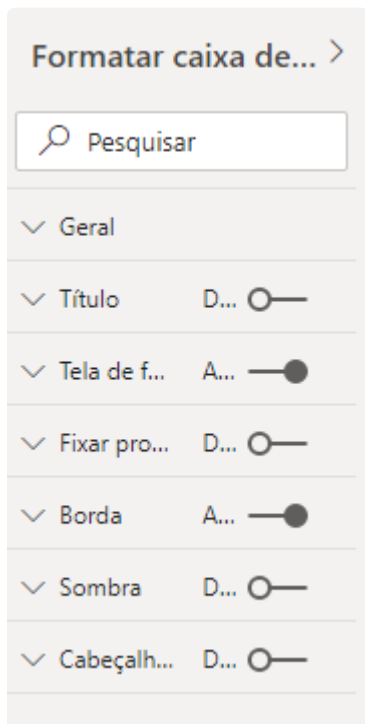 Formatar caixa de...
Pesquisar
Geral
Título D...
Tela de f... A...
Fixar pro... D...
Borda A...
Sombra D...
Cabeçalh... D...